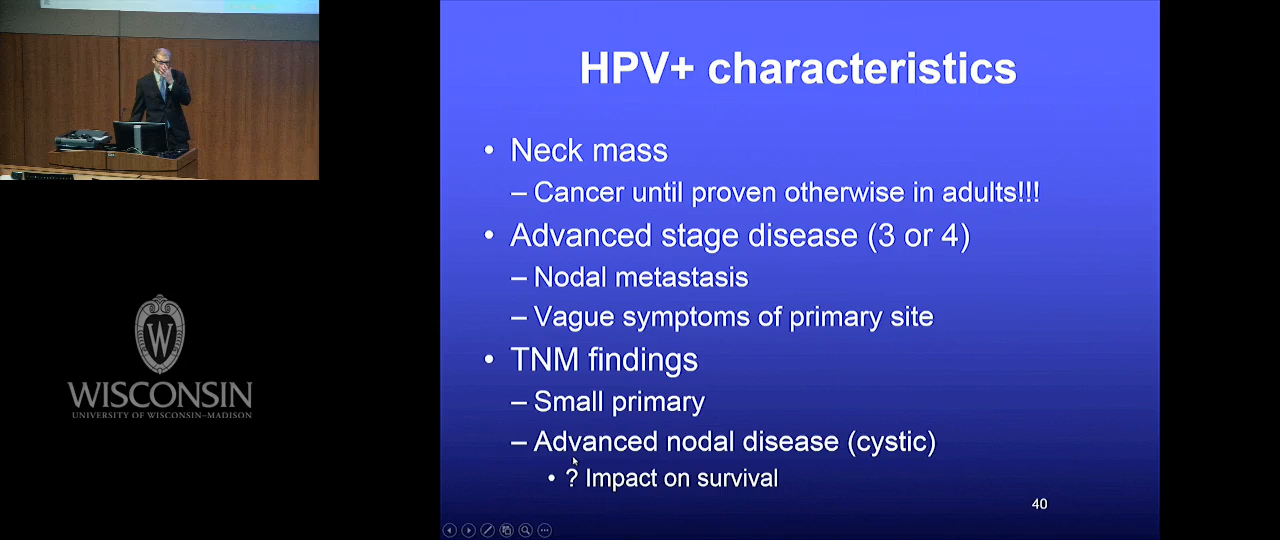 HPV+ characteristics
• Neck mass
– Cancer until proven otherwise in adults!!!
• Advanced stage disease (3 or 4)
– Nodal metastasis
– Vague symptoms of primary site
• TNM findings
– Small primary
– Advanced nodal disease (cystic)
• ? Impact on survival
40
W
WISCONSIN
UNIVERSITY OF WISCONSIN–MADISON